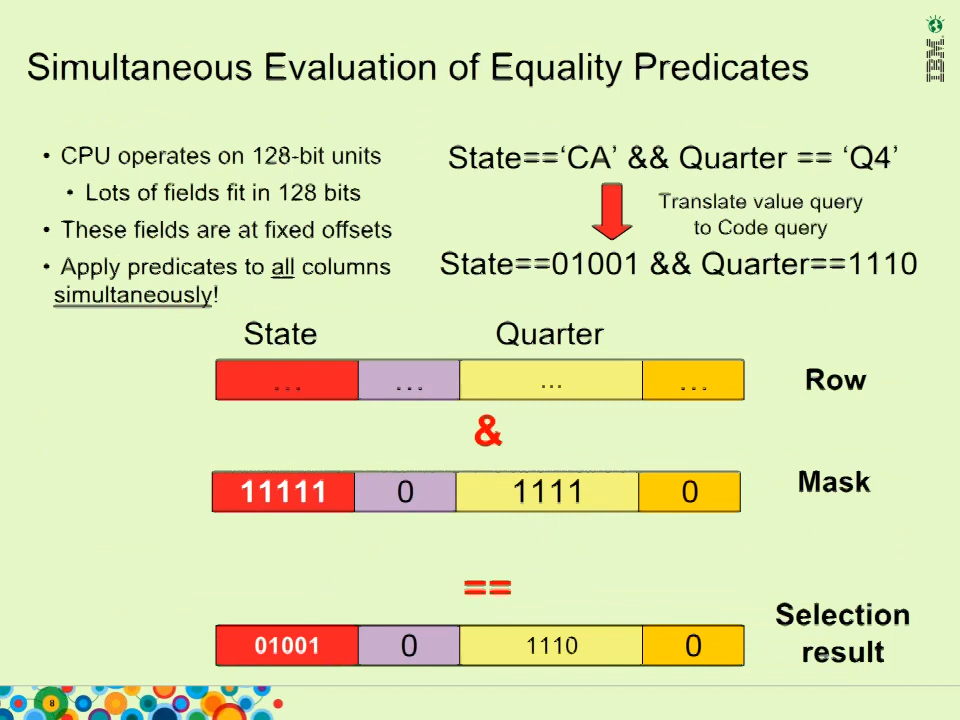 IBM
Simultaneous Evaluation of Equality Predicates
• CPU operates on 128-bit units
• Lots of fields fit in 128 bits
• These fields are at fixed offsets
• Apply predicates to all columns
simultaneously!
State==‘CA’ && Quarter == ‘Q4’
Translate value query
to Code query
State==01001 && Quarter==1110
State Quarter
... ... ... ... Row
&
11111 0 1111 0 Mask
==
01001 0 1110 0 Selection
result
8